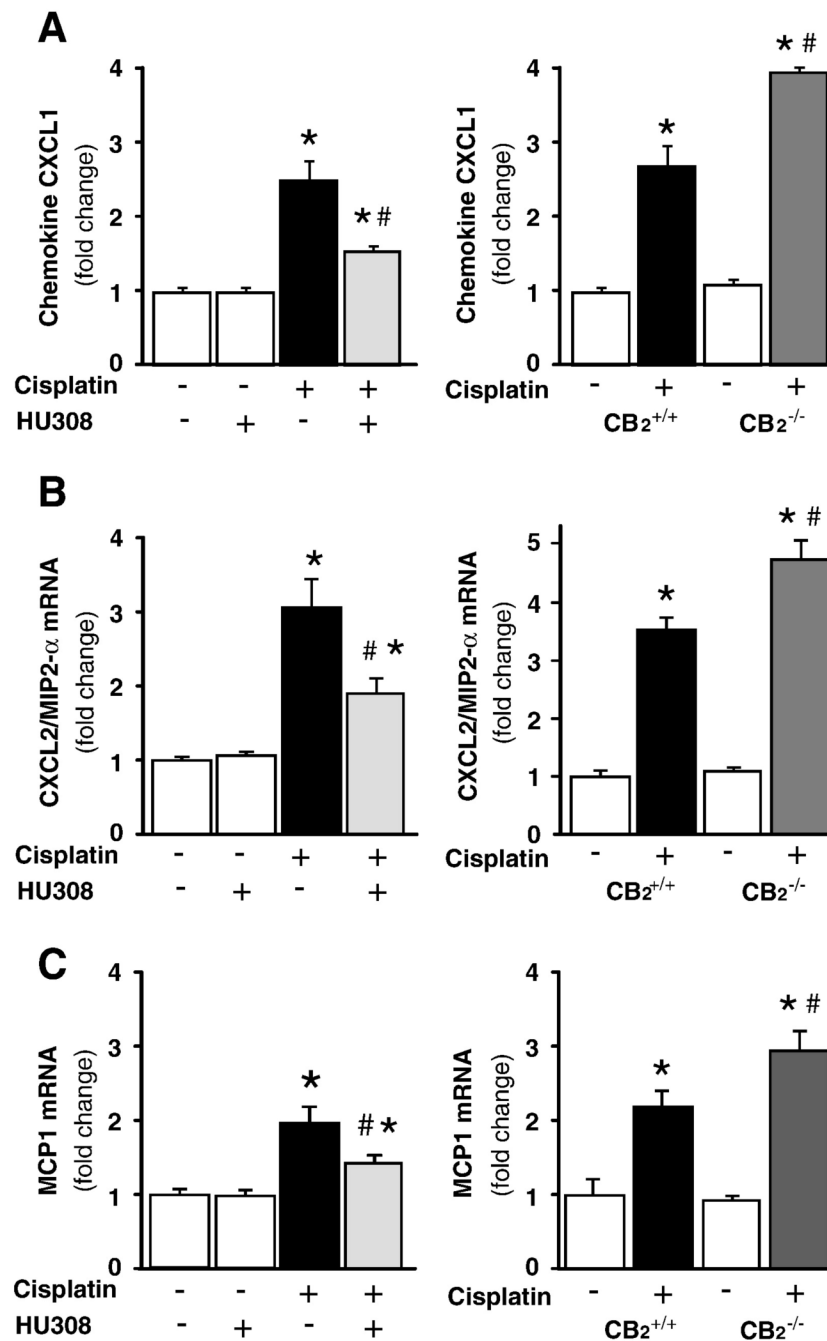 A
Chemokine CXCL1
(fold change)
4
3
2
1
0
*
* #
Cisplatin - - + +
HU308 - + - +
Chemokine CXCL1
(fold change)
4
3
2
1
0
*
* #
Cisplatin - + - +
CB2+/+ CB2-/-
B
CXCL2/MIP2-α mRNA
(fold change)
4
3
2
1
0
*
# *
Cisplatin - - + +
HU308 - + - +
CXCL2/MIP2-α mRNA
(fold change)
5
4
3
2
1
0
*
* #
Cisplatin - + - +
CB2+/+ CB2-/-
C
MCP1 mRNA
(fold change)
4
3
2
1
0
*
# *
Cisplatin - - + +
HU308 - + - +
MCP1 mRNA
(fold change)
4
3
2
1
0
*
* #
Cisplatin - + - +
CB2+/+ CB2-/-